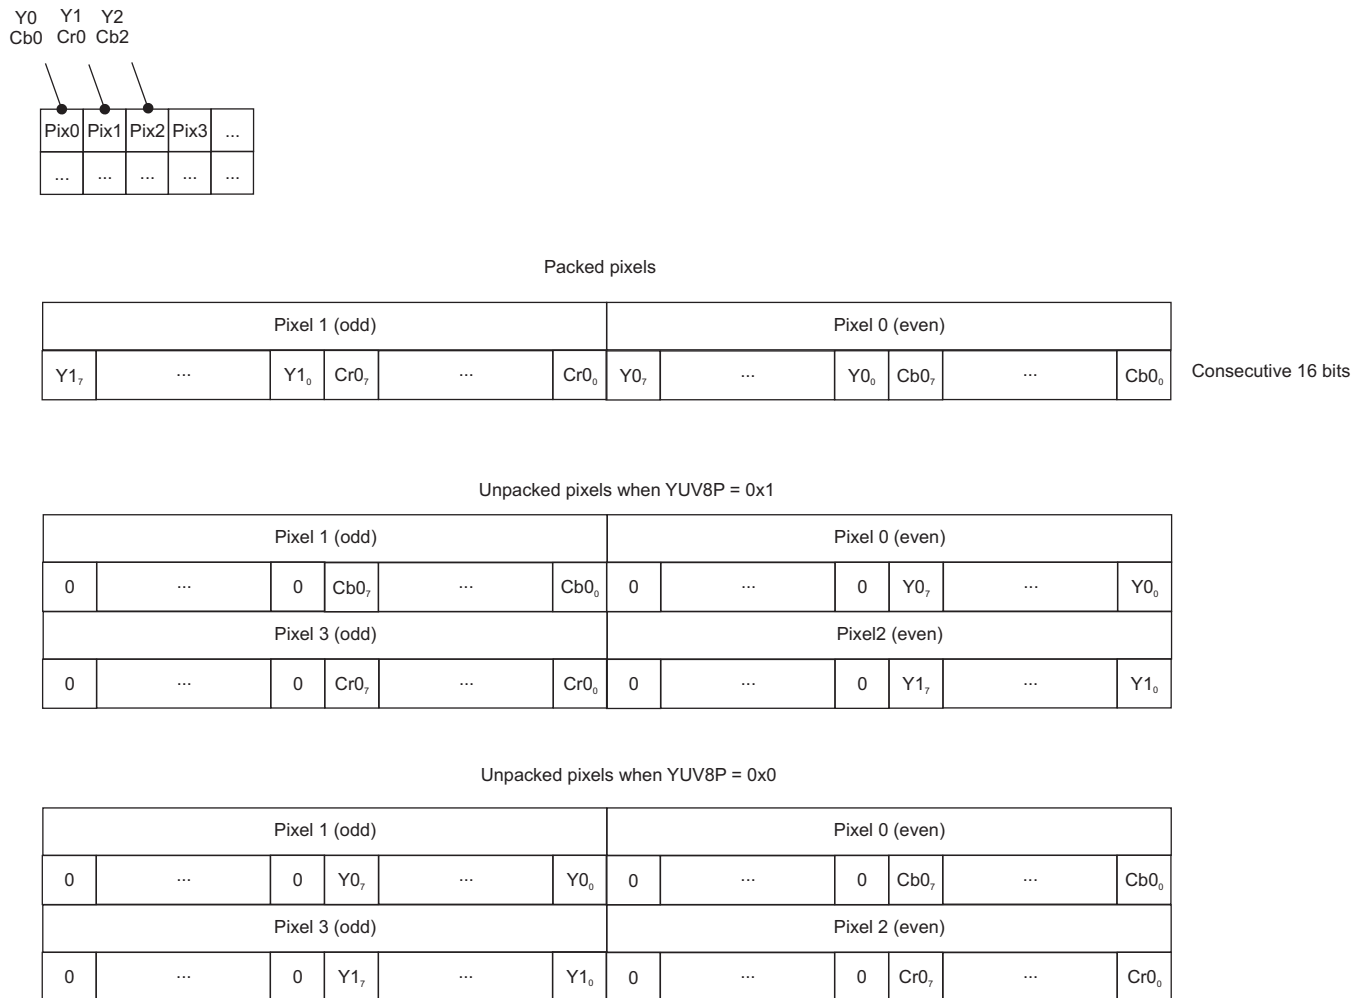 Y0 Y1 Y2
Cb0 Cr0 Cb2
Pix0 Pix1 Pix2 Pix3 ...
... ... ... ... ...
Packed pixels
Pixel 1 (odd) Pixel 0 (even)
Y1₇ ... Y1₀ Cr0₇ ... Cr0₀ Y0₇ ... Y0₀ Cb0₇ ... Cb0₀ Consecutive 16 bits
Unpacked pixels when YUV8P = 0x1
Pixel 1 (odd) Pixel 0 (even)
0 ... 0 Cb0₇ ... Cb0₀ 0 ... 0 Y0₇ ... Y0₀
Pixel 3 (odd) Pixel2 (even)
0 ... 0 Cr0₇ ... Cr0₀ 0 ... 0 Y1₇ ... Y1₀
Unpacked pixels when YUV8P = 0x0
Pixel 1 (odd) Pixel 0 (even)
0 ... 0 Y0₇ ... Y0₀ 0 ... 0 Cb0₇ ... Cb0₀
Pixel 3 (odd) Pixel 2 (even)
0 ... 0 Y1₇ ... Y1₀ 0 ... 0 Cr0₇ ... Cr0₀